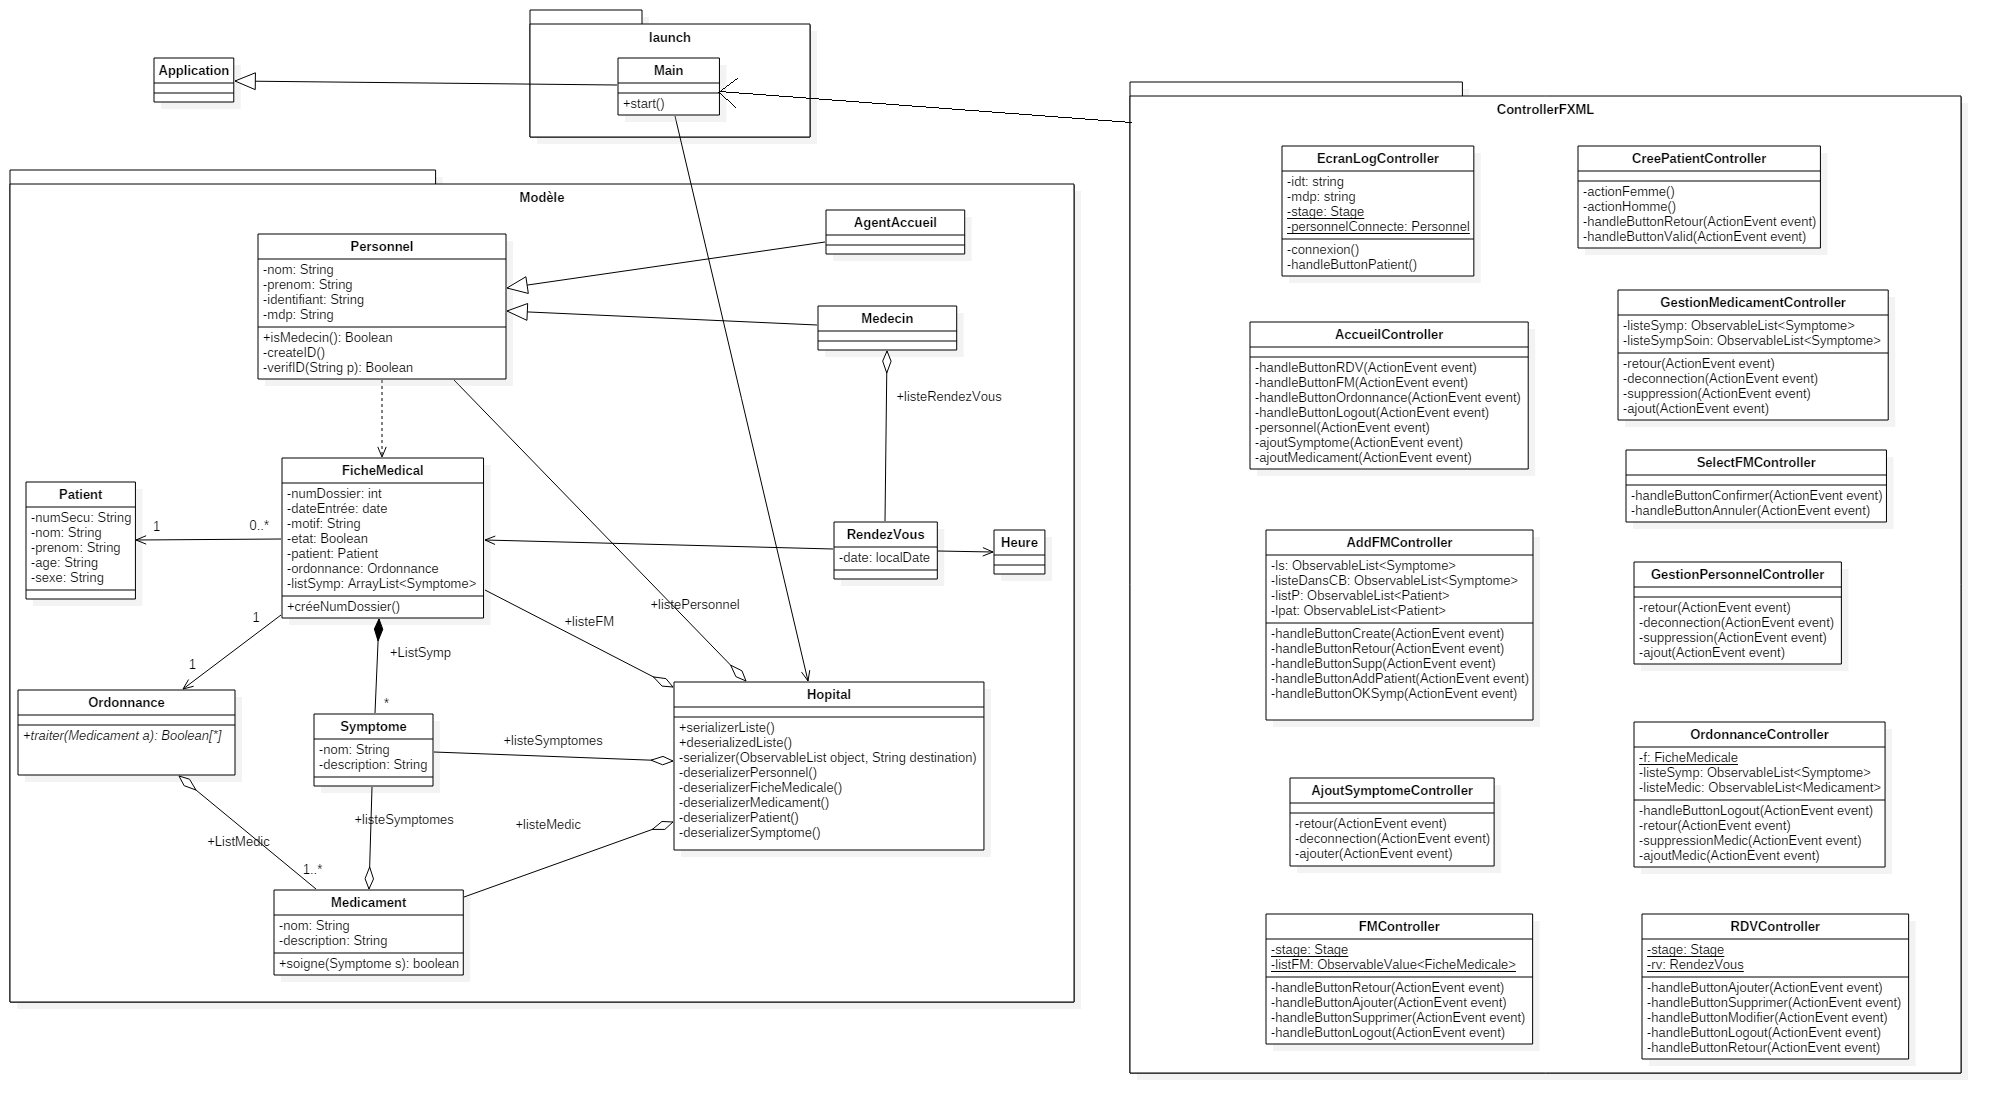 launch
Application
Main
+start()
Modèle
Personnel
-nom: String
-prenom: String
-identifiant: String
-mdp: String
+isMedecin(): Boolean
-createID()
-verifID(String p): Boolean
AgentAccueil
Medecin
+listeRendezVous
FicheMedical
-numDossier: int
-dateEntrée: date
-motif: String
-etat: Boolean
-patient: Patient
-ordonnance: Ordonnance
-listSymp: ArrayList<Symptome>
+créeNumDossier()
Patient
-numSecu: String
-nom: String
-prenom: String
-age: String
-sexe: String
1
0..*
RendezVous
-date: localDate
Heure
+listePersonnel
+listeFM
1
1
+ListSymp
*
Ordonnance
+traiter(Medicament a): Boolean[*]
Symptome
-nom: String
-description: String
+listeSymptomes
Hopital
+serializerListe()
+deserializedListe()
-serializer(ObservableList object, String destination)
-deserializerPersonnel()
-deserializerFicheMedicale()
-deserializerMedicament()
-deserializerPatient()
-deserializerSymptome()
+listeSymptomes
+listeMedic
+ListMedic
1..*
Medicament
-nom: String
-description: String
+soigne(Symptome s): boolean
ControllerFXML
EcranLogController
-idt: string
-mdp: string
-stage: Stage
-personnelConnecte: Personnel
-connexion()
-handleButtonPatient()
CreePatientController
-actionFemme()
-actionHomme()
-handleButtonRetour(ActionEvent event)
-handleButtonValid(ActionEvent event)
AccueilController
-handleButtonRDV(ActionEvent event)
-handleButtonFM(ActionEvent event)
-handleButtonOrdonnance(ActionEvent event)
-handleButtonLogout(ActionEvent event)
-personnel(ActionEvent event)
-ajoutSymptome(ActionEvent event)
-ajoutMedicament(ActionEvent event)
GestionMedicamentController
-listeSymp: ObservableList<Symptome>
-listeSympSoin: ObservableList<Symptome>
-retour(ActionEvent event)
-deconnection(ActionEvent event)
-suppression(ActionEvent event)
-ajout(ActionEvent event)
SelectFMController
-handleButtonConfirmer(ActionEvent event)
-handleButtonAnnuler(ActionEvent event)
AddFMController
-ls: ObservableList<Symptome>
-listeDansCB: ObservableList<Symptome>
-listP: ObservableList<Patient>
-lpat: ObservableList<Patient>
-handleButtonCreate(ActionEvent event)
-handleButtonRetour(ActionEvent event)
-handleButtonSupp(ActionEvent event)
-handleButtonAddPatient(ActionEvent event)
-handleButtonOKSymp(ActionEvent event)
GestionPersonnelController
-retour(ActionEvent event)
-deconnection(ActionEvent event)
-suppression(ActionEvent event)
-ajout(ActionEvent event)
OrdonnanceController
-f: FicheMedicale
-listeSymp: ObservableList<Symptome>
-listeMedic: ObservableList<Medicament>
-handleButtonLogout(ActionEvent event)
-retour(ActionEvent event)
-suppressionMedic(ActionEvent event)
-ajoutMedic(ActionEvent event)
AjoutSymptomeController
-retour(ActionEvent event)
-deconnection(ActionEvent event)
-ajouter(ActionEvent event)
FMController
-stage: Stage
-listFM: ObservableValue<FicheMedicale>
-handleButtonRetour(ActionEvent event)
-handleButtonAjouter(ActionEvent event)
-handleButtonSupprimer(ActionEvent event)
-handleButtonLogout(ActionEvent event)
RDVController
-stage: Stage
-rv: RendezVous
-handleButtonAjouter(ActionEvent event)
-handleButtonSupprimer(ActionEvent event)
-handleButtonModifier(ActionEvent event)
-handleButtonLogout(ActionEvent event)
-handleButtonRetour(ActionEvent event)